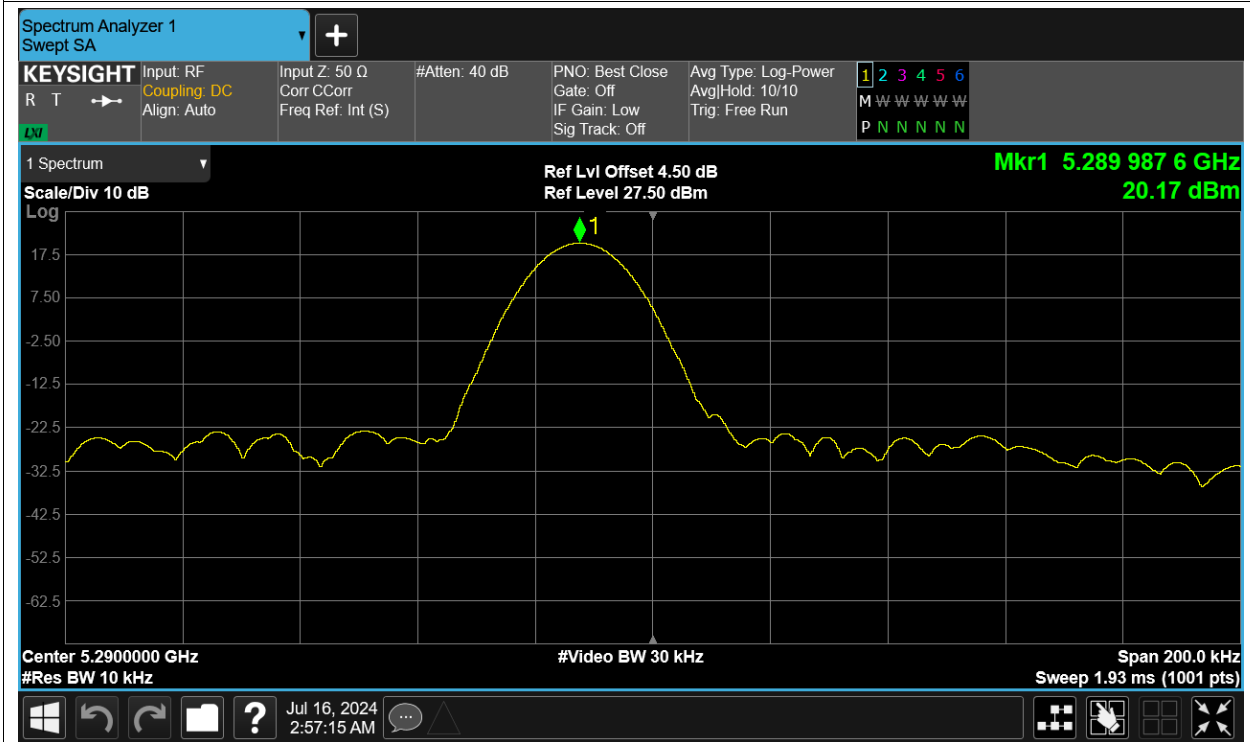 Spectrum Analyzer 1
Swept SA
+
KEYSIGHT Input: RF Input Z: 50 Ω #Atten: 40 dB PNO: Best Close Avg Type: Log-Power 1 2 3 4 5 6
R T Coupling: DC Corr CCorr Gate: Off Avg|Hold: 10/10 M W W W W W
Align: Auto Freq Ref: Int (S) IF Gain: Low Trig: Free Run
LXI Sig Track: Off P N N N N N
1 Spectrum Ref Lvl Offset 4.50 dB Mkr1 5.289 987 6 GHz
Scale/Div 10 dB Ref Level 27.50 dBm 20.17 dBm
Log
1
17.5
7.50
-2.50
-12.5
-22.5
-32.5
-42.5
-52.5
-62.5
Center 5.2900000 GHz #Video BW 30 kHz Span 200.0 kHz
#Res BW 10 kHz Sweep 1.93 ms (1001 pts)
? Jul 16, 2024
2:57:15 AM